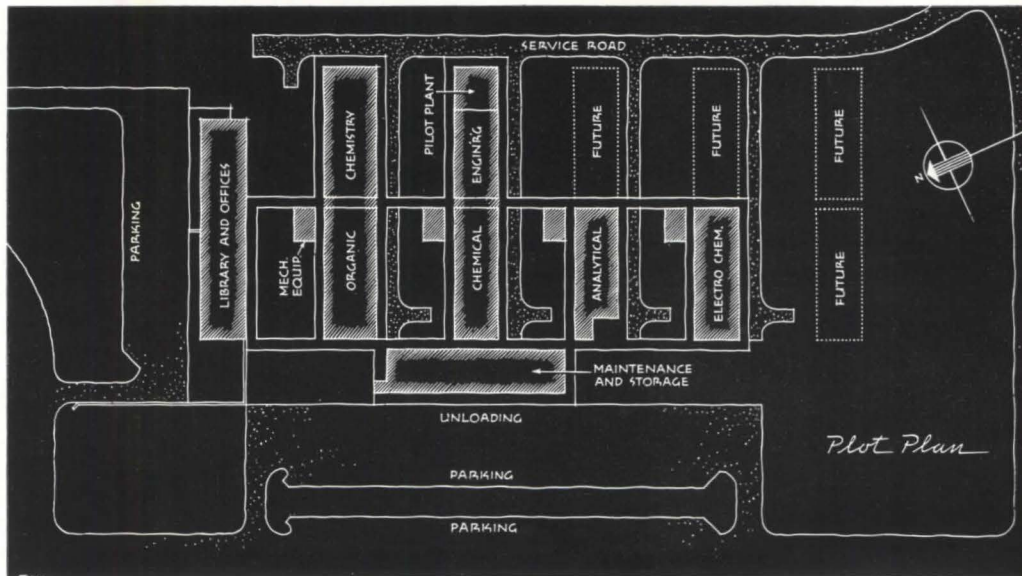 SERVICE ROAD
PARKING
LIBRARY AND OFFICES
MECH.
EQUIP.
CHEMISTRY
ORGANIC
PILOT PLANT
ENGIN'RG
CHEMICAL
FUTURE
ANALYTICAL
FUTURE
ELECTRO CHEM.
FUTURE
FUTURE
N
MAINTENANCE
AND STORAGE
UNLOADING
Plot Plan
PARKING
PARKING